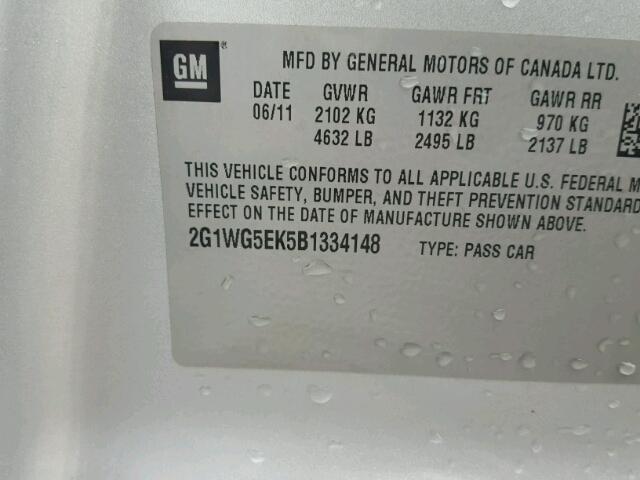 GM ® MFD BY GENERAL MOTORS OF CANADA LTD.
DATE GVWR GAWR FRT GAWR RR
06/11 2102 KG 1132 KG 970 KG
4632 LB 2495 LB 2137 LB
THIS VEHICLE CONFORMS TO ALL APPLICABLE U.S. FEDERAL M
VEHICLE SAFETY, BUMPER, AND THEFT PREVENTION STANDARD
EFFECT ON THE DATE OF MANUFACTURE SHOWN ABOVE.
2G1WG5EK5B1334148 TYPE: PASS CAR